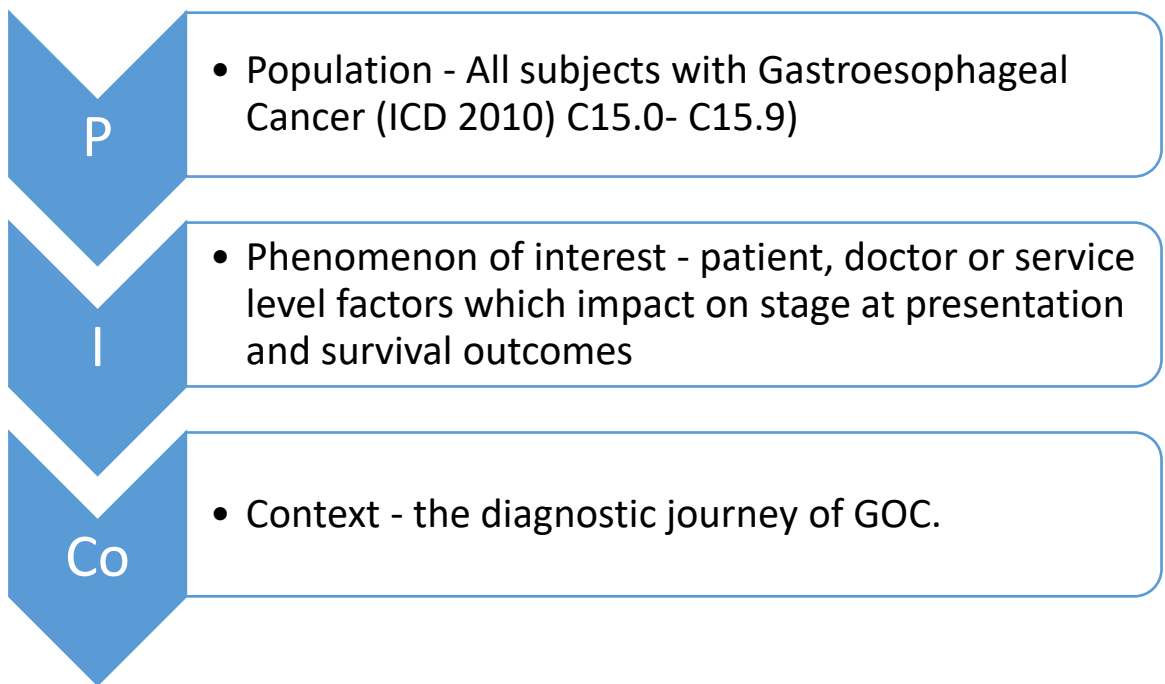 P
• Population - All subjects with Gastroesophageal
Cancer (ICD 2010) C15.0- C15.9)
I
• Phenomenon of interest - patient, doctor or service
level factors which impact on stage at presentation
and survival outcomes
Co
• Context - the diagnostic journey of GOC.